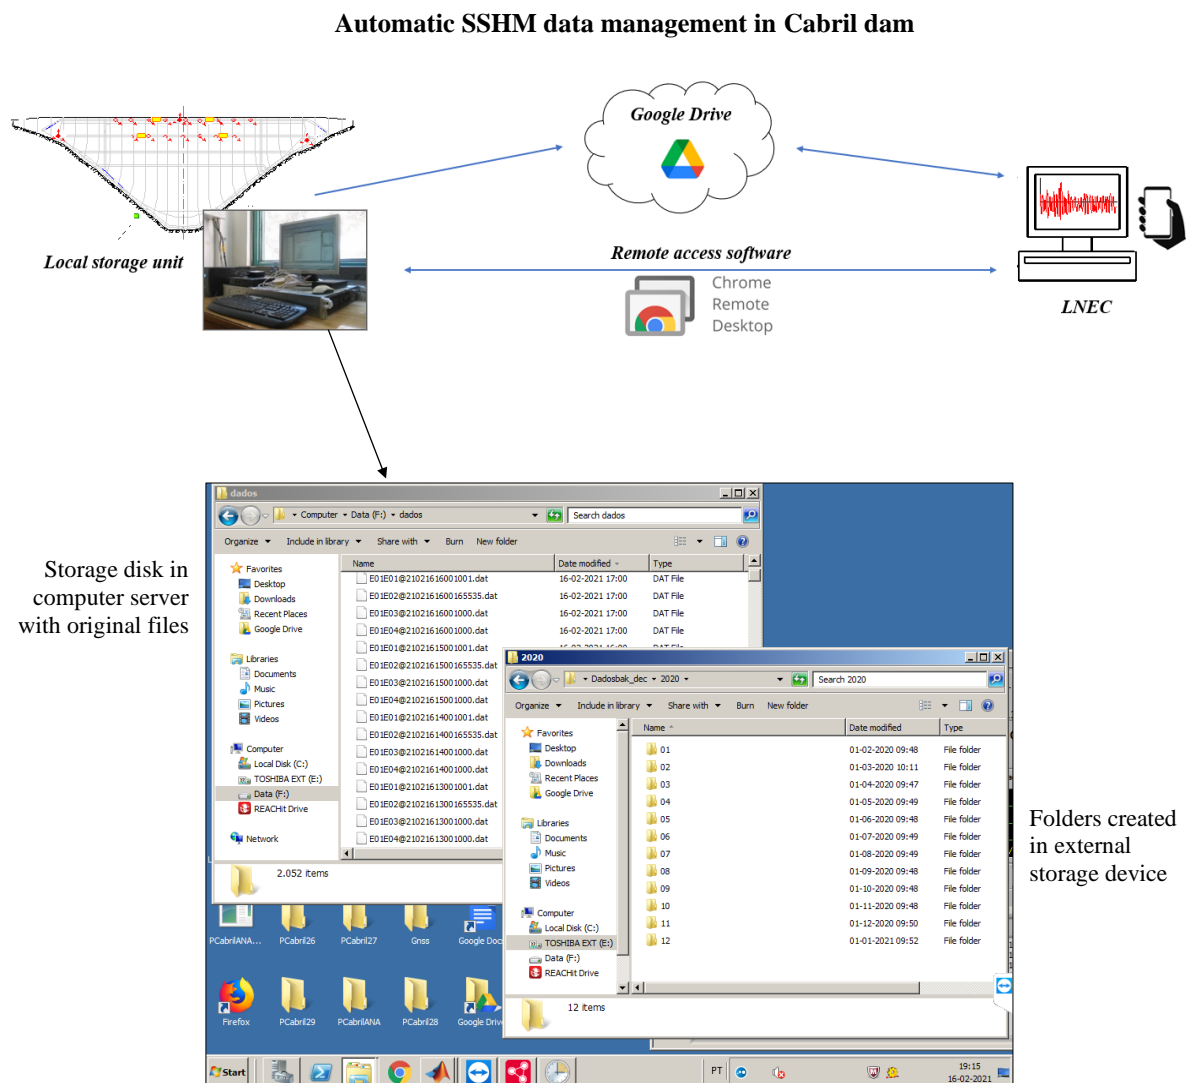 Automatic SSHM data management in Cabril dam
Google Drive
Local storage unit
Remote access software
Chrome
Remote
Desktop
LNEC
Storage disk in
computer server
with original files
dados
Computer Data (F:) dados
Search dados
Organize Include in library Share with Burn New folder
Name Date modified Type
Favorites
Desktop
Downloads
Recent Places
Google Drive
Libraries
Documents
Music
Pictures
Videos
Computer
Local Disk (C:)
TOSHIBA EXT (E:)
Data (F:)
REACHit Drive
Network
E01E01@21021616001001.dat 16-02-2021 17:00 DAT File
E01E02@2102161600165535.dat 16-02-2021 17:00 DAT File
E01E03@21021616001000.dat 16-02-2021 17:00 DAT File
E01E04@21021616001000.dat 16-02-2021 17:00 DAT File
E01E01@21021615001001.dat 16-02-2021 16:00 DAT File
E01E02@2102161500165535.dat
E01E03@21021615001000.dat
E01E04@21021615001000.dat
E01E01@21021614001001.dat
E01E02@2102161400165535.dat
E01E03@21021614001000.dat
E01E04@21021614001000.dat
E01E01@21021613001001.dat
E01E02@2102161300165535.dat
E01E03@21021613001000.dat
E01E04@21021613001000.dat
2.052 items
2020
Dadosbak_dec 2020
Search 2020
Organize Include in library Share with Burn New folder
Name Date modified Type
Favorites
Desktop
Downloads
Recent Places
Google Drive
Libraries
Documents
Music
Pictures
Videos
Computer
Local Disk (C:)
TOSHIBA EXT (E:)
Data (F:)
REACHit Drive
01 01-02-2020 09:48 File folder
02 01-03-2020 10:11 File folder
03 01-04-2020 09:47 File folder
04 01-05-2020 09:49 File folder
05 01-06-2020 09:48 File folder
06 01-07-2020 09:49 File folder
07 01-08-2020 09:49 File folder
08 01-09-2020 09:48 File folder
09 01-10-2020 09:48 File folder
10 01-11-2020 09:48 File folder
11 01-12-2020 09:50 File folder
12 01-01-2021 09:52 File folder
12 items
Folders created
in external
storage device
PCabrilANA... PCabril26 PCabril27 Gnss Google Doc
Firefox PCabril29 PCabrilANA PCabril28 Google Drive
Start
PT
19:15
16-02-2021